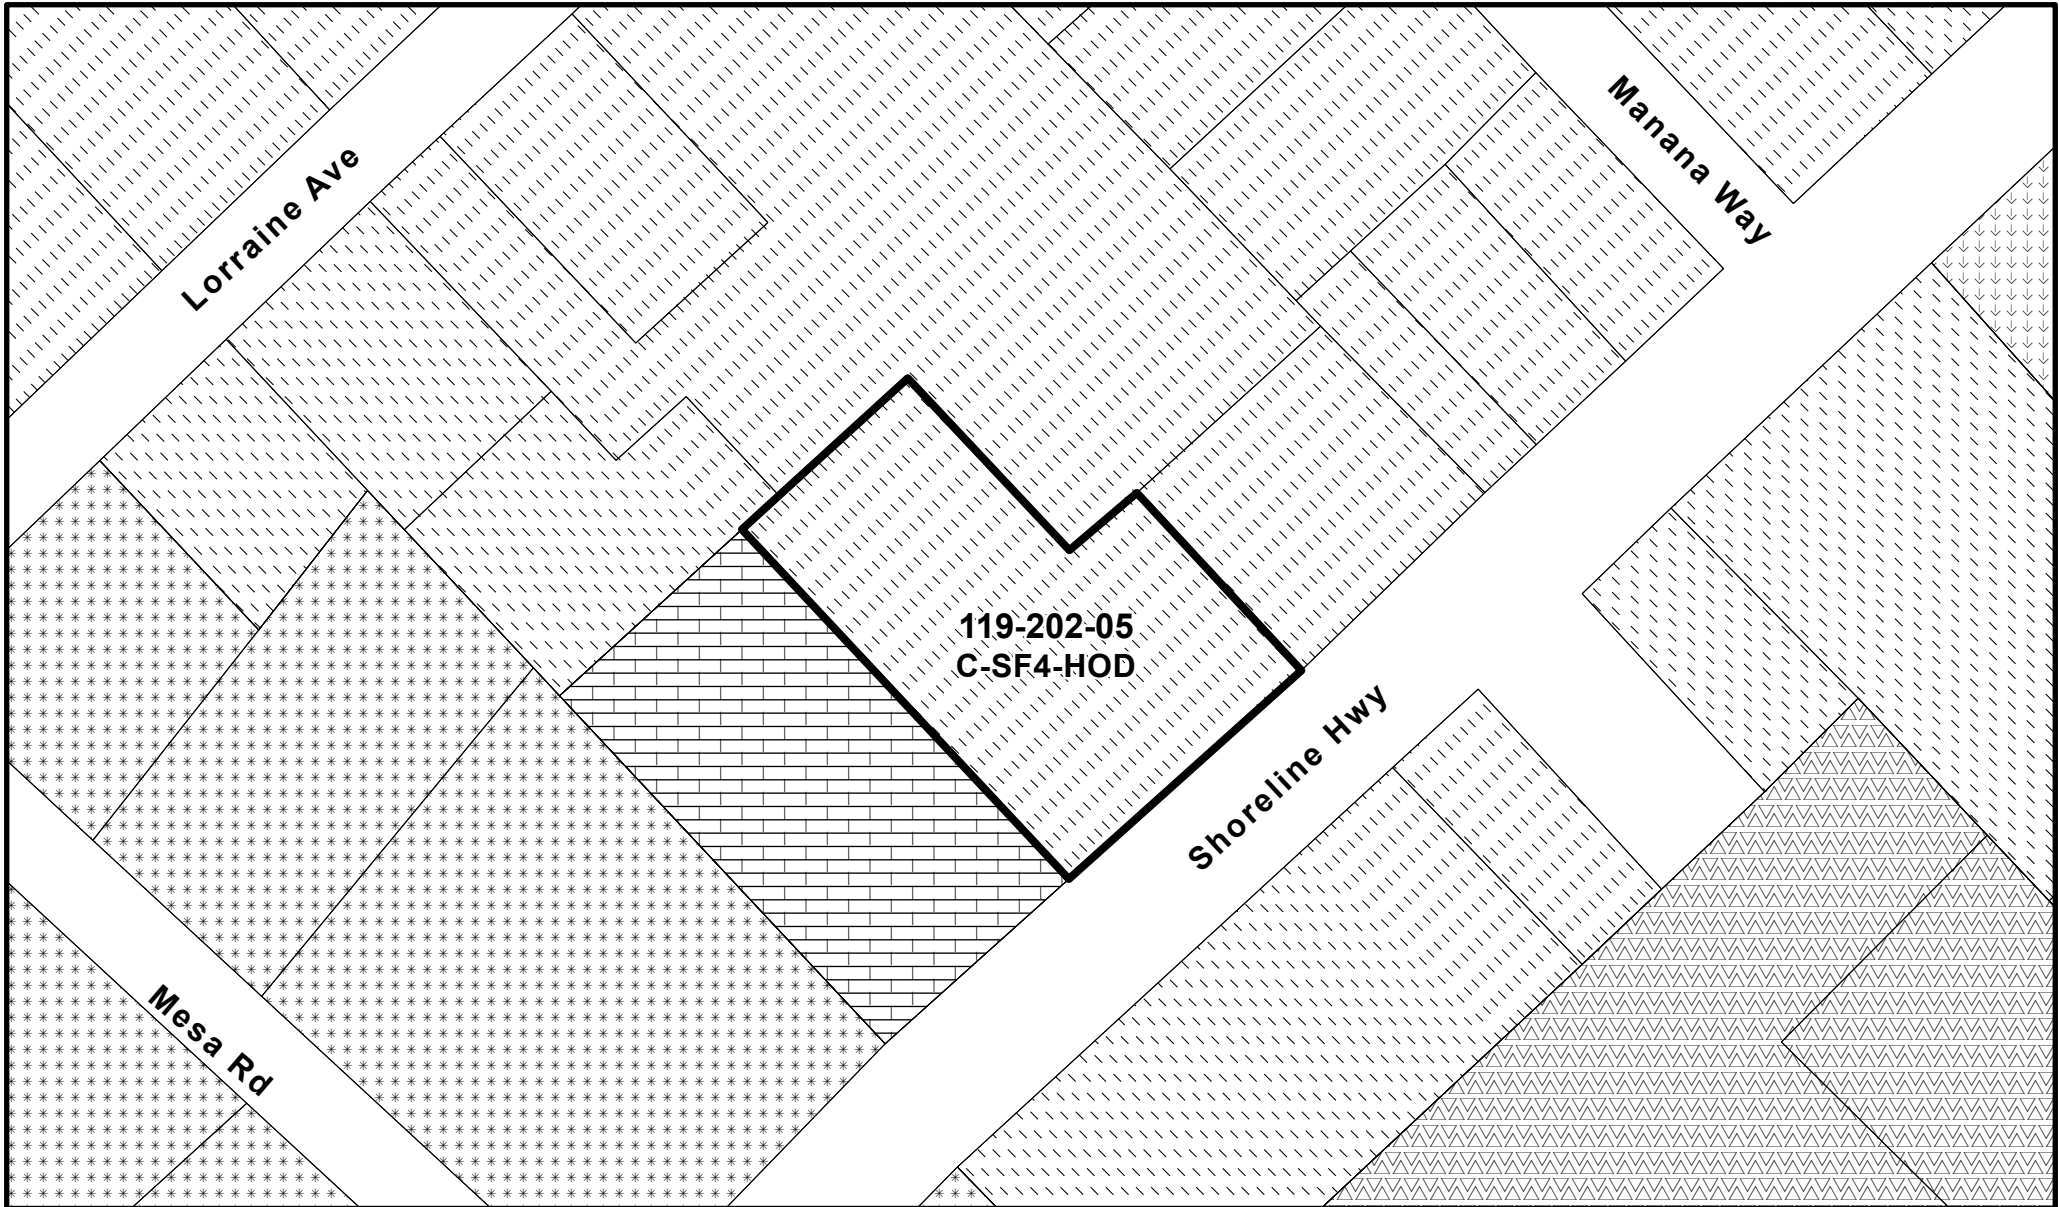 Manana Way
Lorraine Ave
119-202-05
C-SF4-HOD
Shoreline Hwy
Mesa Rd